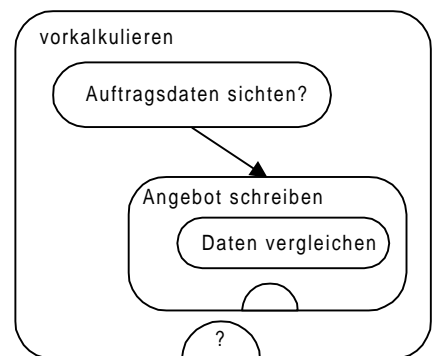 vorkalkulieren
Auftragsdaten sichten?
Angebot schreiben
Daten vergleichen
?